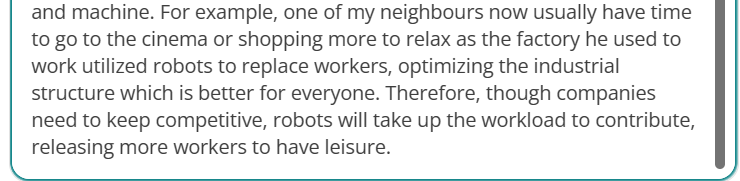 and machine. For example, one of my neighbours now usually have time
to go to the cinema or shopping more to relax as the factory he used to
work utilized robots to replace workers, optimizing the industrial
structure which is better for everyone. Therefore, though companies
need to keep competitive, robots will take up the workload to contribute,
releasing more workers to have leisure.